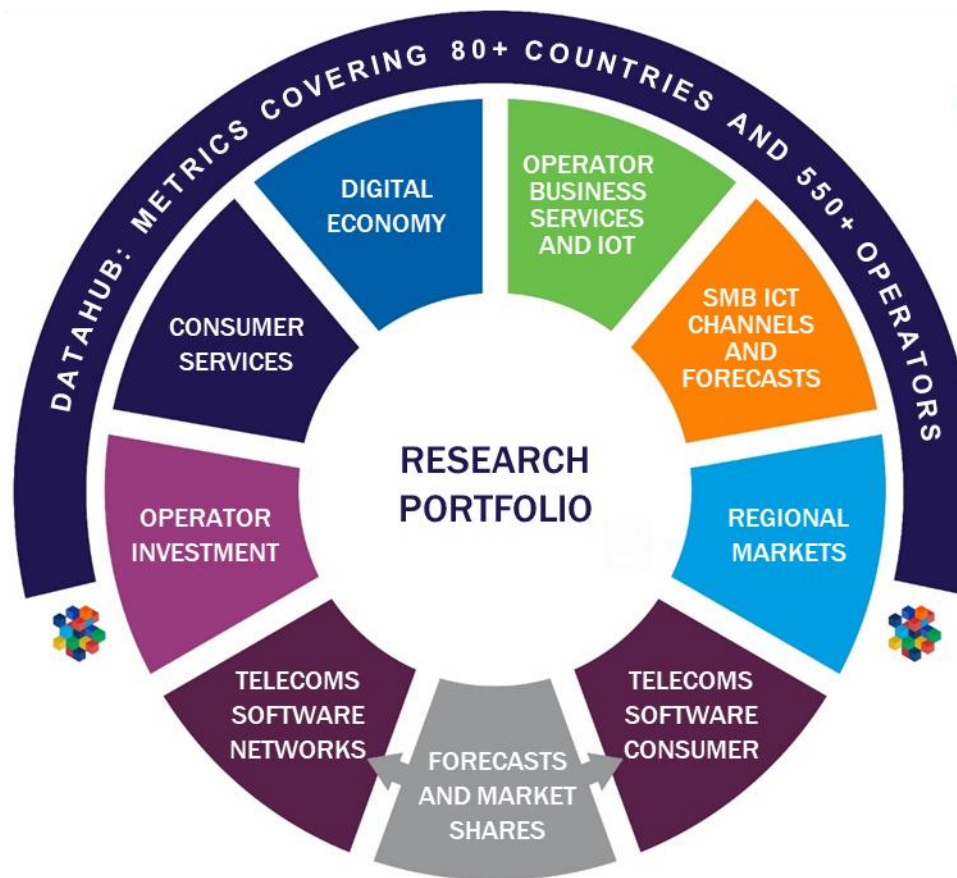 DATAHUB: METRICS COVERING 80+ COUNTRIES AND 550+ OPERATORS
DIGITAL
ECONOMY
OPERATOR
BUSINESS
SERVICES
AND IOT
CONSUMER
SERVICES
SMB ICT
CHANNELS
AND
FORECASTS
RESEARCH
PORTFOLIO
OPERATOR
INVESTMENT
REGIONAL
MARKETS
TELECOMS
SOFTWARE
NETWORKS
FORECASTS
AND MARKET
SHARES
TELECOMS
SOFTWARE
CONSUMER